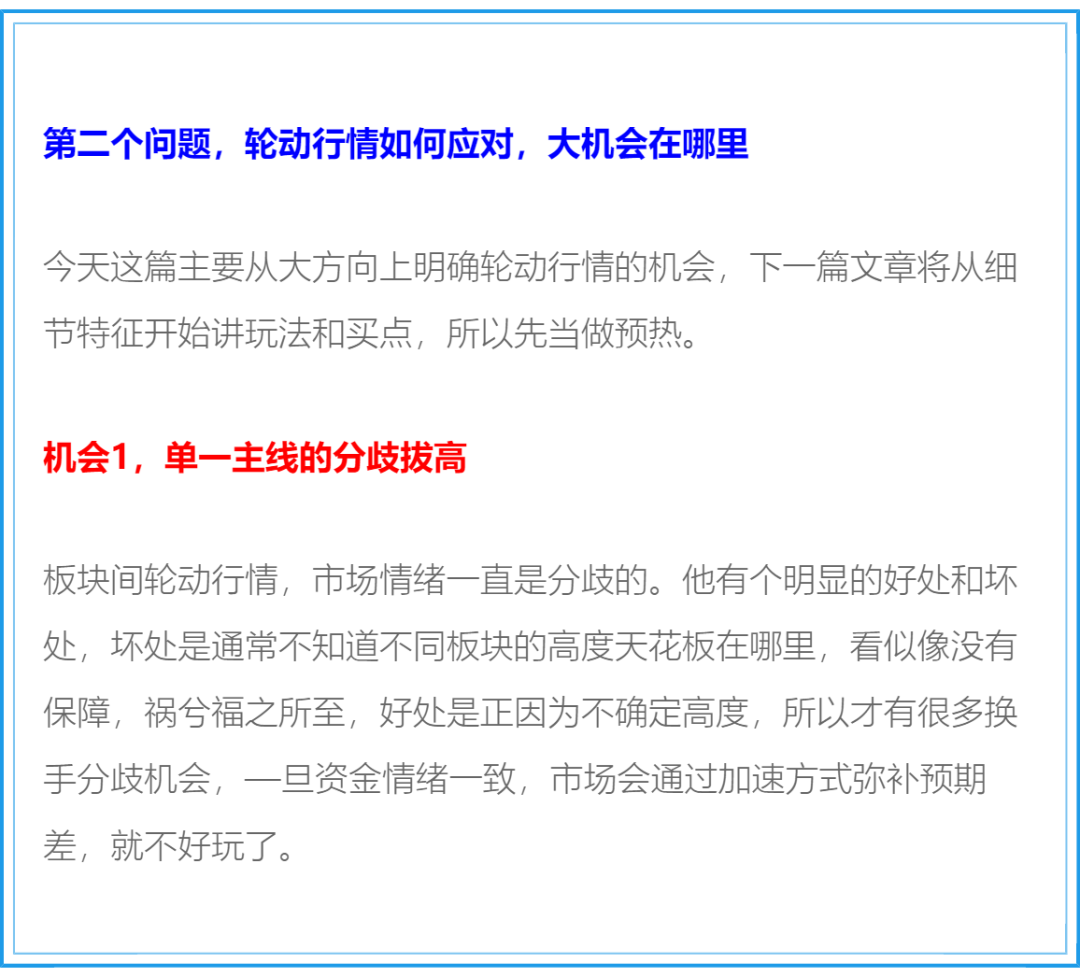 第二个问题，轮动行情如何应对，大机会在哪里
今天这篇主要从大方向上明确轮动行情的机会，下一篇文章将从细
节特征开始讲玩法和买点，所以先当做预热。
机会1，单一主线的分歧拔高
板块间轮动行情，市场情绪一直是分歧的。他有个明显的好处和坏
处，坏处是通常不知道不同板块的高度天花板在哪里，看似像没有
保障，祸兮福之所至，好处是正因为不确定高度，所以才有很多换
手分歧机会，一旦资金情绪一致，市场会通过加速方式弥补预期
差，就不好玩了。